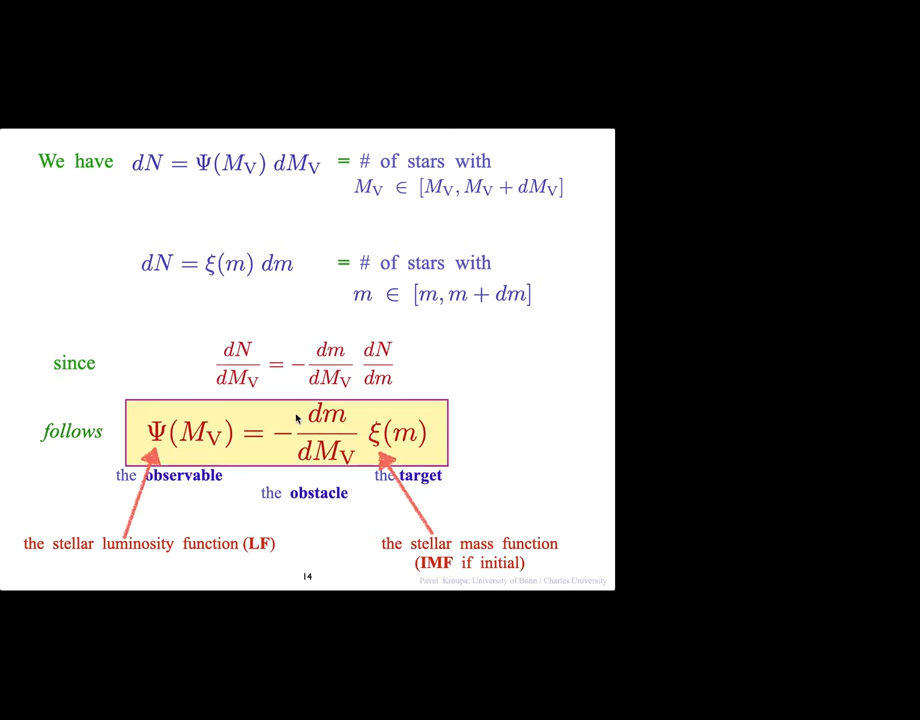 We have dN = Ψ(M_V) dM_V = # of stars with
M_V ∈ [M_V, M_V + dM_V]
dN = ξ(m) dm = # of stars with
m ∈ [m, m + dm]
since dN/dM_V = − dm/dM_V dN/dm
follows Ψ(M_V) = − dm/dM_V ξ(m)
the observable the target
the obstacle
the stellar luminosity function (LF) the stellar mass function
(IMF if initial)
14
Pavel Kroupa: University of Bonn / Charles University